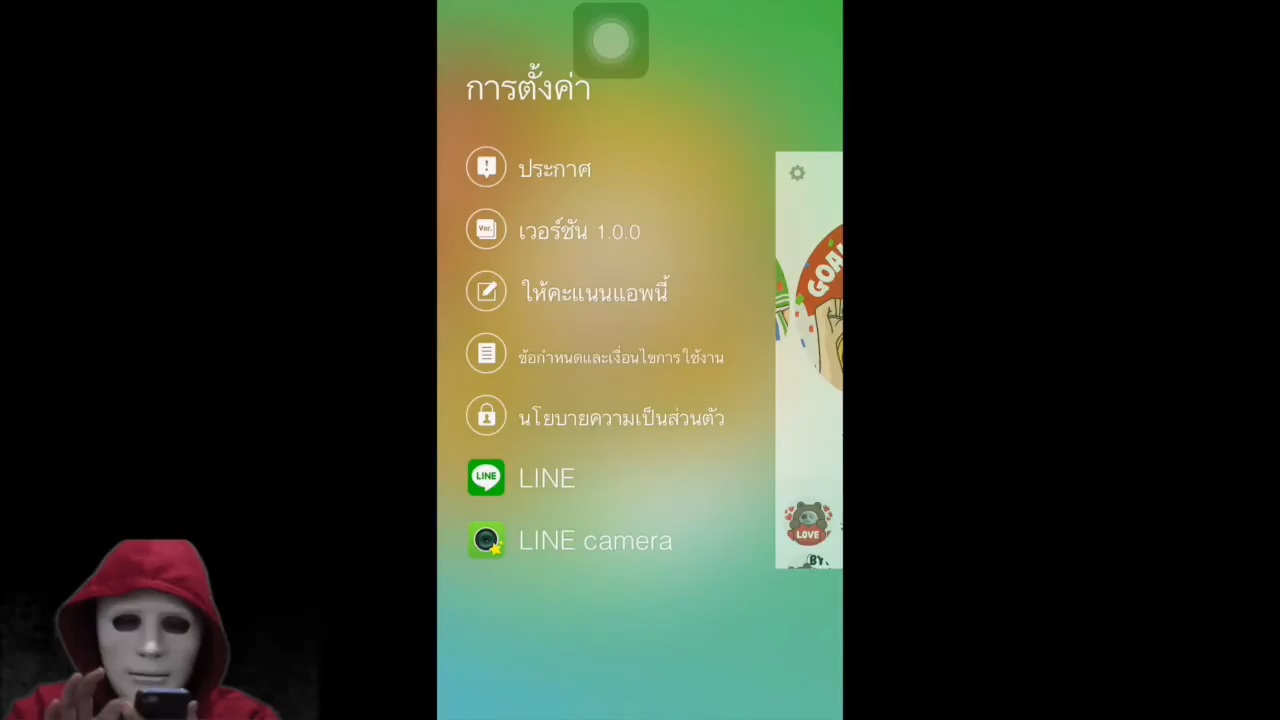 การตั้งค่า
ประกาศ
Ver.
เวอร์ชัน 1.0.0
ให้คะแนนแอพนี้
ข้อกำหนดและเงื่อนไขการใช้งาน
นโยบายความเป็นส่วนตัว
LINE
LINE
LINE camera
LOVE
BY